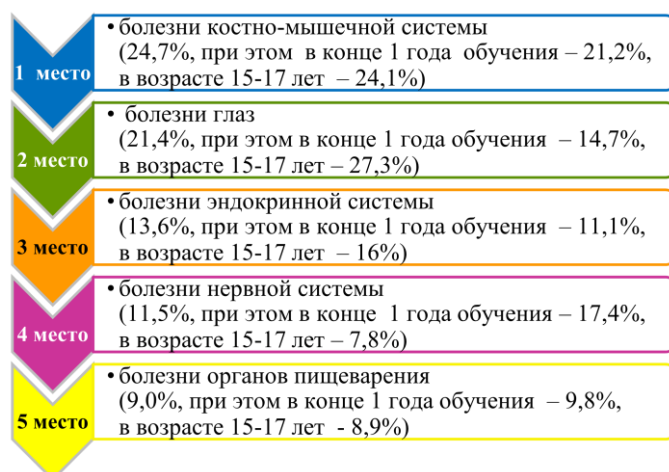 1 место
• болезни костно-мышечной системы
(24,7%, при этом в конце 1 года обучения – 21,2%,
в возрасте 15-17 лет – 24,1%)
2 место
• болезни глаз
(21,4%, при этом в конце 1 года обучения – 14,7%,
в возрасте 15-17 лет – 27,3%)
3 место
• болезни эндокринной системы
(13,6%, при этом в конце 1 года обучения – 11,1%,
в возрасте 15-17 лет – 16%)
4 место
• болезни нервной системы
(11,5%, при этом в конце 1 года обучения – 17,4%,
в возрасте 15-17 лет – 7,8%)
5 место
• болезни органов пищеварения
(9,0%, при этом в конце 1 года обучения – 9,8%,
в возрасте 15-17 лет - 8,9%)